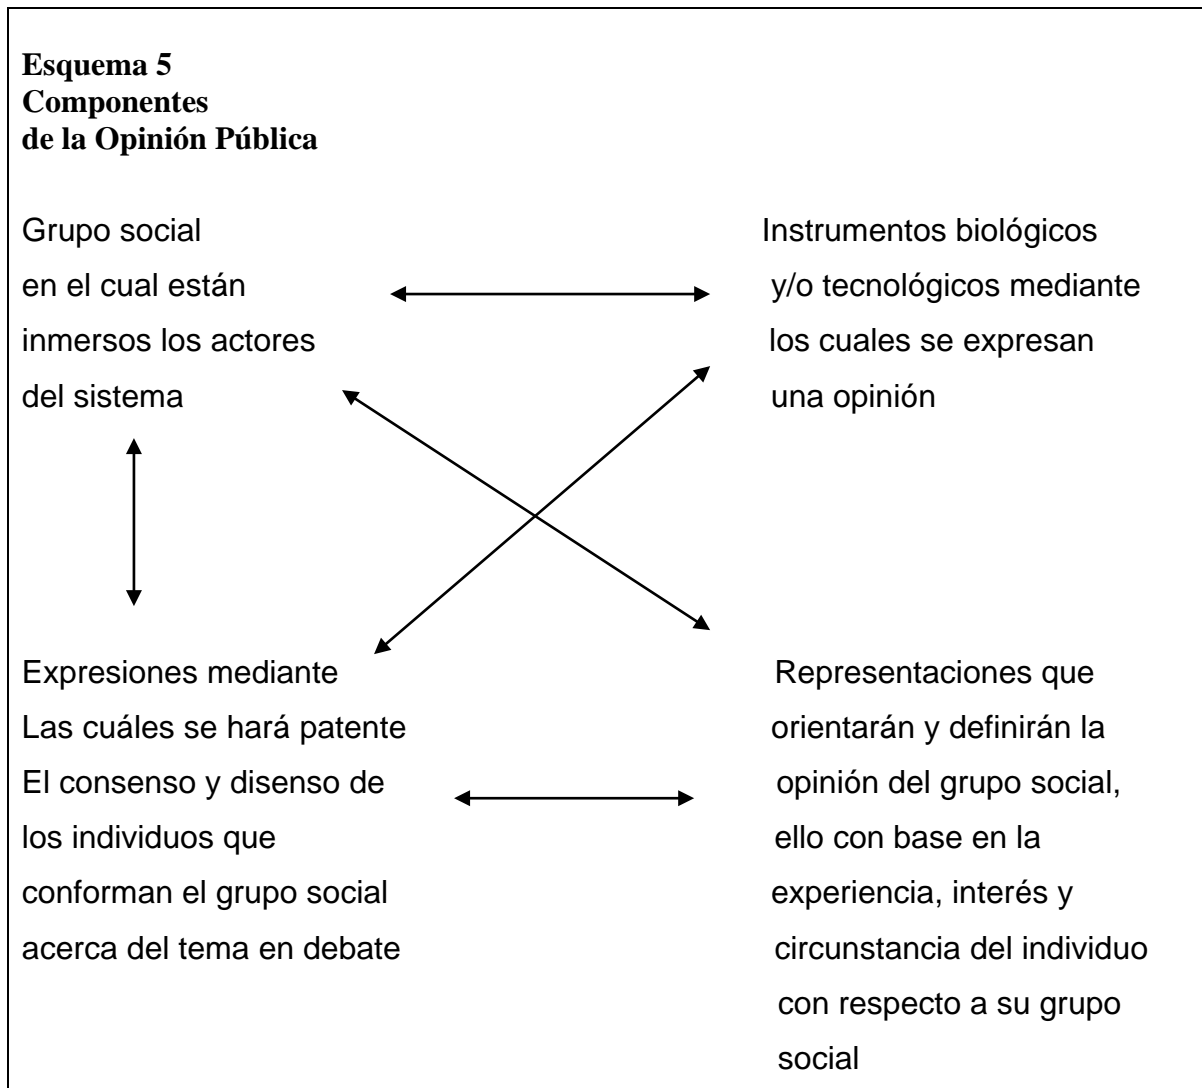 Esquema 5
Componentes
de la Opinión Pública
Grupo social
en el cual están
inmersos los actores
del sistema
Instrumentos biológicos
y/o tecnológicos mediante
los cuales se expresan
una opinión
Expresiones mediante
Las cuáles se hará patente
El consenso y disenso de
los individuos que
conforman el grupo social
acerca del tema en debate
Representaciones que
orientarán y definirán la
opinión del grupo social,
ello con base en la
experiencia, interés y
circunstancia del individuo
con respecto a su grupo
social